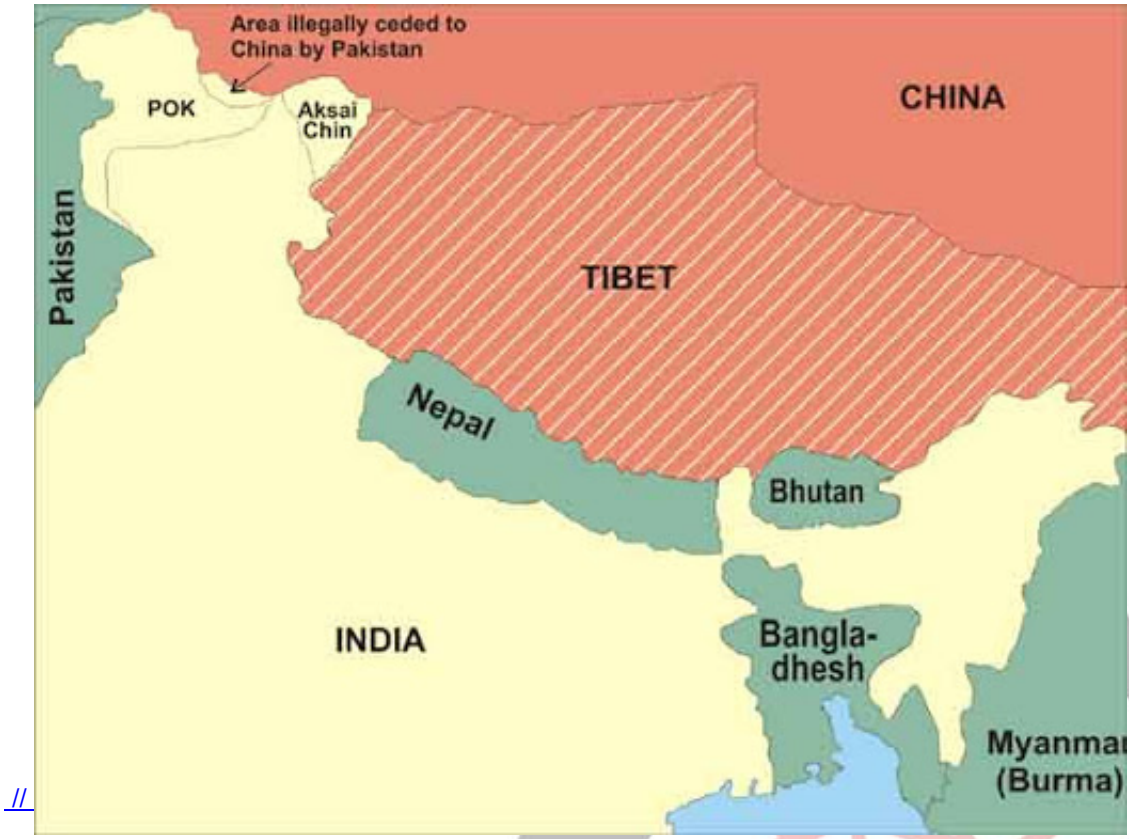 Area illegally ceded to
China by Pakistan
CHINA
POK
Aksai
Chin
Pakistan
TIBET
Nepal
Bhutan
INDIA
Bangla-
dhesh
Myanmar
(Burma)
//